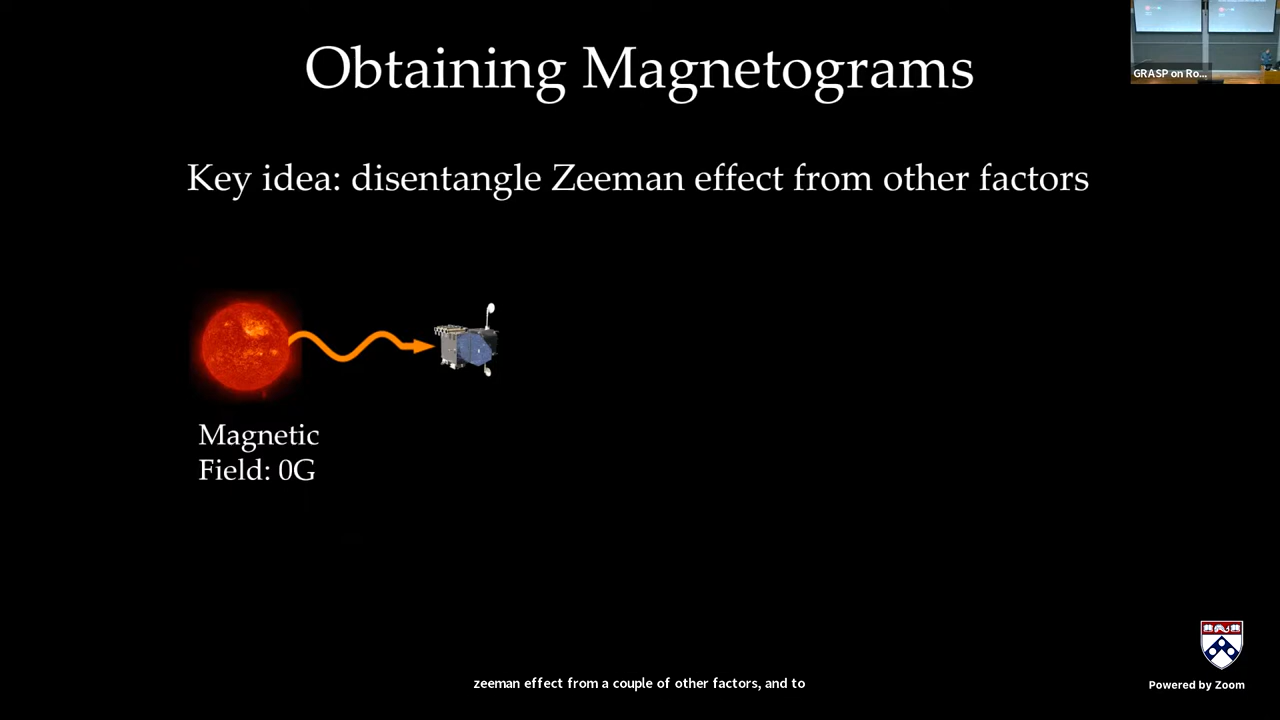 Obtaining Magnetograms
GRASP on Ro...
Key idea: disentangle Zeeman effect from other factors
Magnetic
Field: 0G
zeeman effect from a couple of other factors, and to
Powered by Zoom